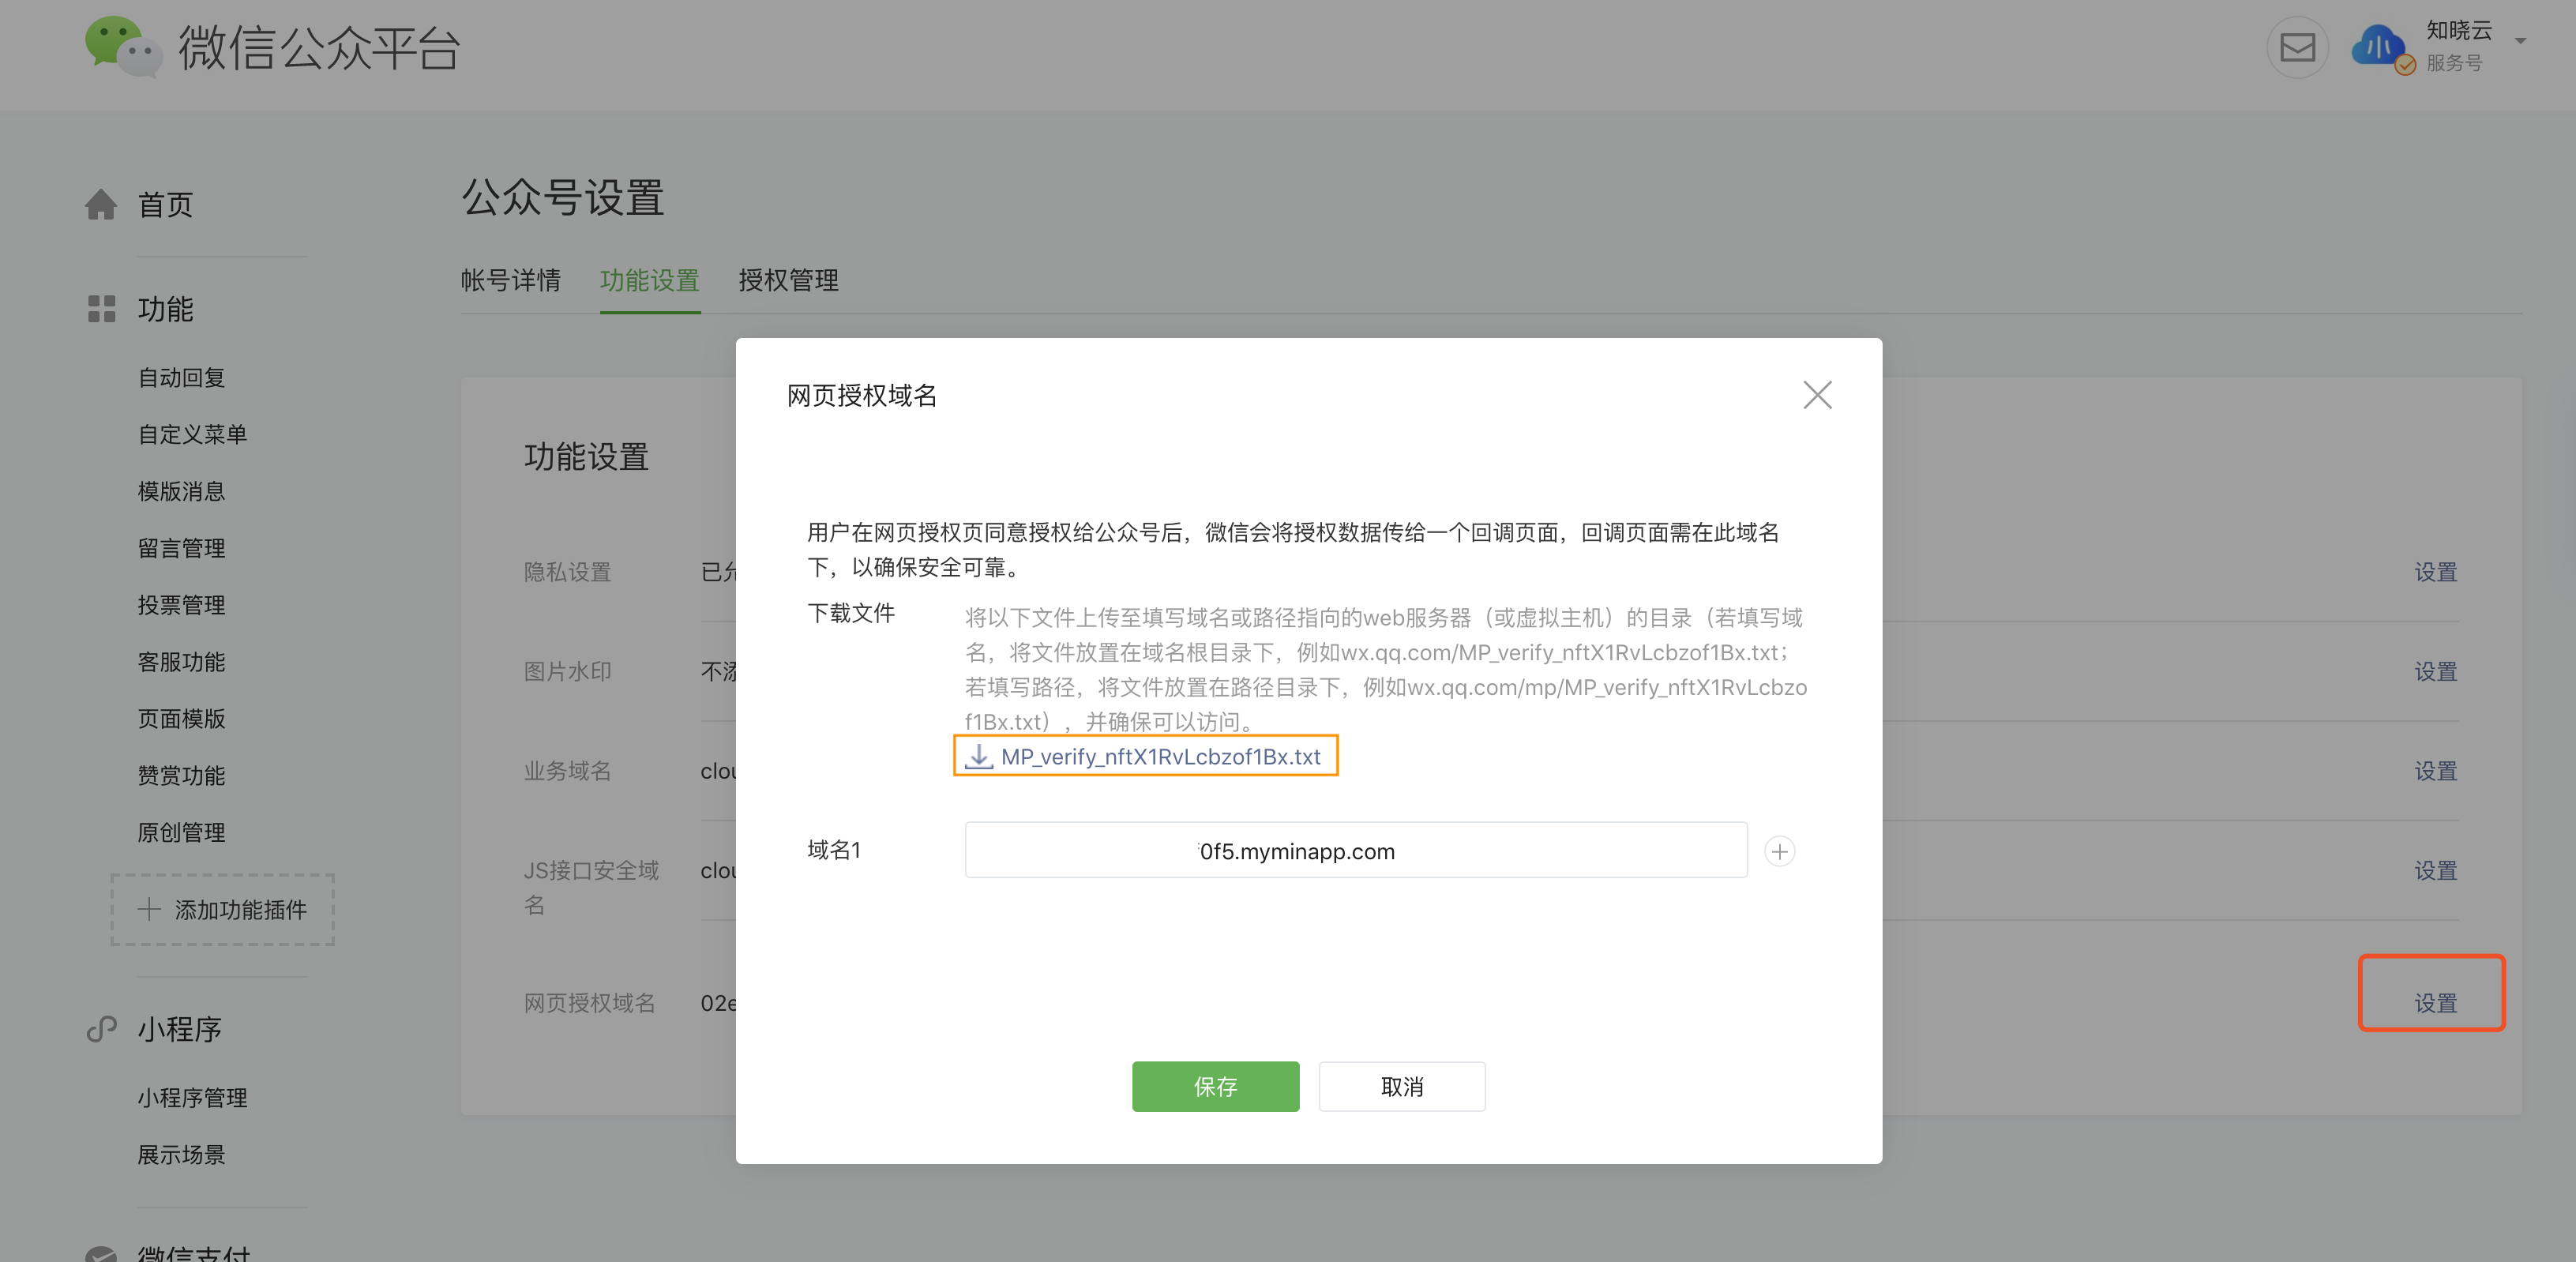 微信公众平台
知晓云
服务号
首页
功能
自动回复
自定义菜单
模版消息
留言管理
投票管理
客服功能
页面模版
赞赏功能
原创管理
添加功能插件
小程序
小程序管理
展示场景
微信支付
公众号设置
帐号详情 功能设置 授权管理
功能设置
隐私设置 已允 设置
图片水印 不添 设置
业务域名 clou 设置
JS接口安全域
名 clou 设置
网页授权域名 02e 设置
网页授权域名
用户在网页授权页同意授权给公众号后，微信会将授权数据传给一个回调页面，回调页面需在此域名
下，以确保安全可靠。
下载文件
将以下文件上传至填写域名或路径指向的web服务器（或虚拟主机）的目录（若填写域
名，将文件放置在域名根目录下，例如wx.qq.com/MP_verify_nftX1RvLcbzof1Bx.txt；
若填写路径，将文件放置在路径目录下，例如wx.qq.com/mp/MP_verify_nftX1RvLcbzo
f1Bx.txt），并确保可以访问。
MP_verify_nftX1RvLcbzof1Bx.txt
域名1
0f5.myminapp.com
保存 取消